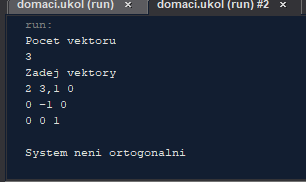 domaci.ukol (run) × domaci.ukol (run) #2 ×
run:
Pocet vektoru
3
Zadej vektory
2 3,1 0
0 -1 0
0 0 1
System neni ortogonalni